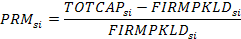 PRM_si = (TOTCAP_si − FIRMPKLD_si) / FIRMPKLD_si